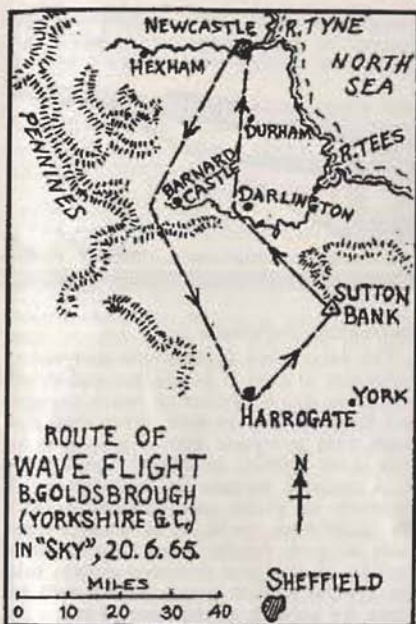 NEWCASTLE
R. TYNE
HEXHAM
NORTH
SEA
PENNINES
DURHAM
R. TEES
BARNARD
CASTLE
DARLINGTON
SUTTON
BANK
HARROGATE
YORK
ROUTE OF
WAVE FLIGHT
B. GOLDSBROUGH
(YORKSHIRE G.C.)
IN "SKY", 20.6.65.
N
MILES
0 10 20 30 40
SHEFFIELD